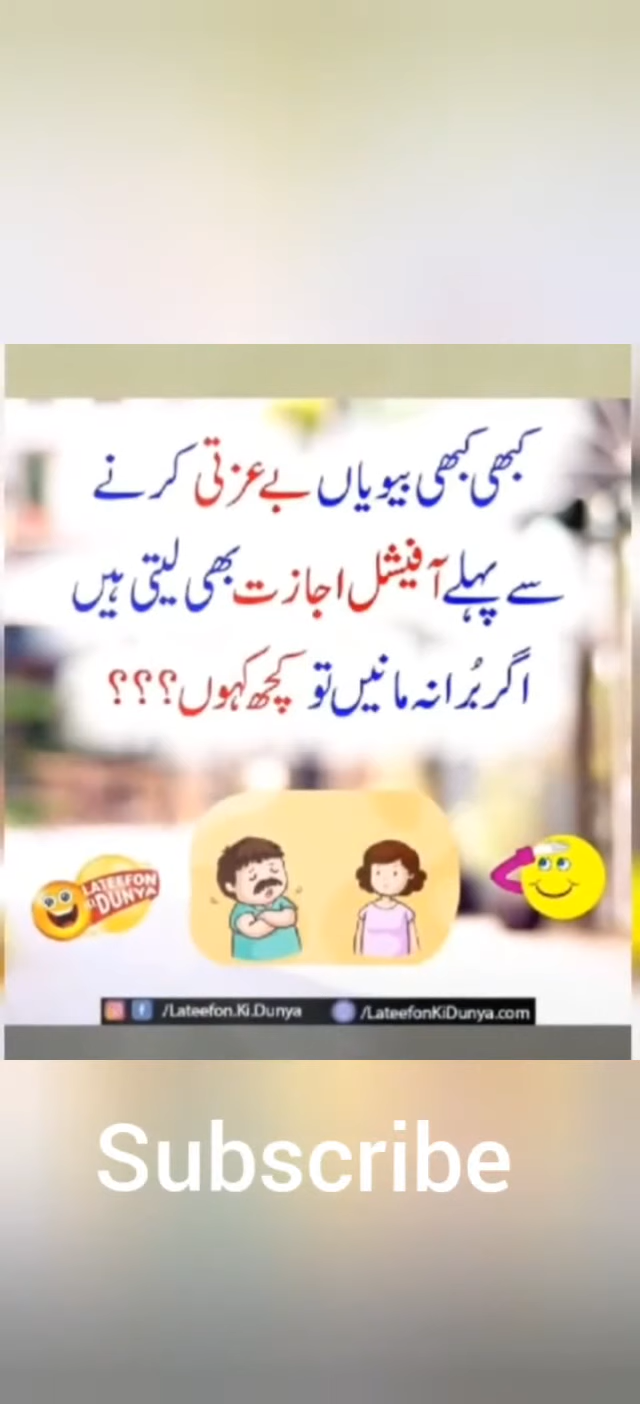 کبھی کبھی بیویاں بے عزتی کرنے
سے پہلے آفیشل اجازت بھی لیتی ہیں
اگر بُرا نہ مانیں تو کچھ کہوں؟؟؟
LATEEFON
KI DUNYA
/Lateefon.Ki.Dunya /LateefonKiDunya.com
Subscribe